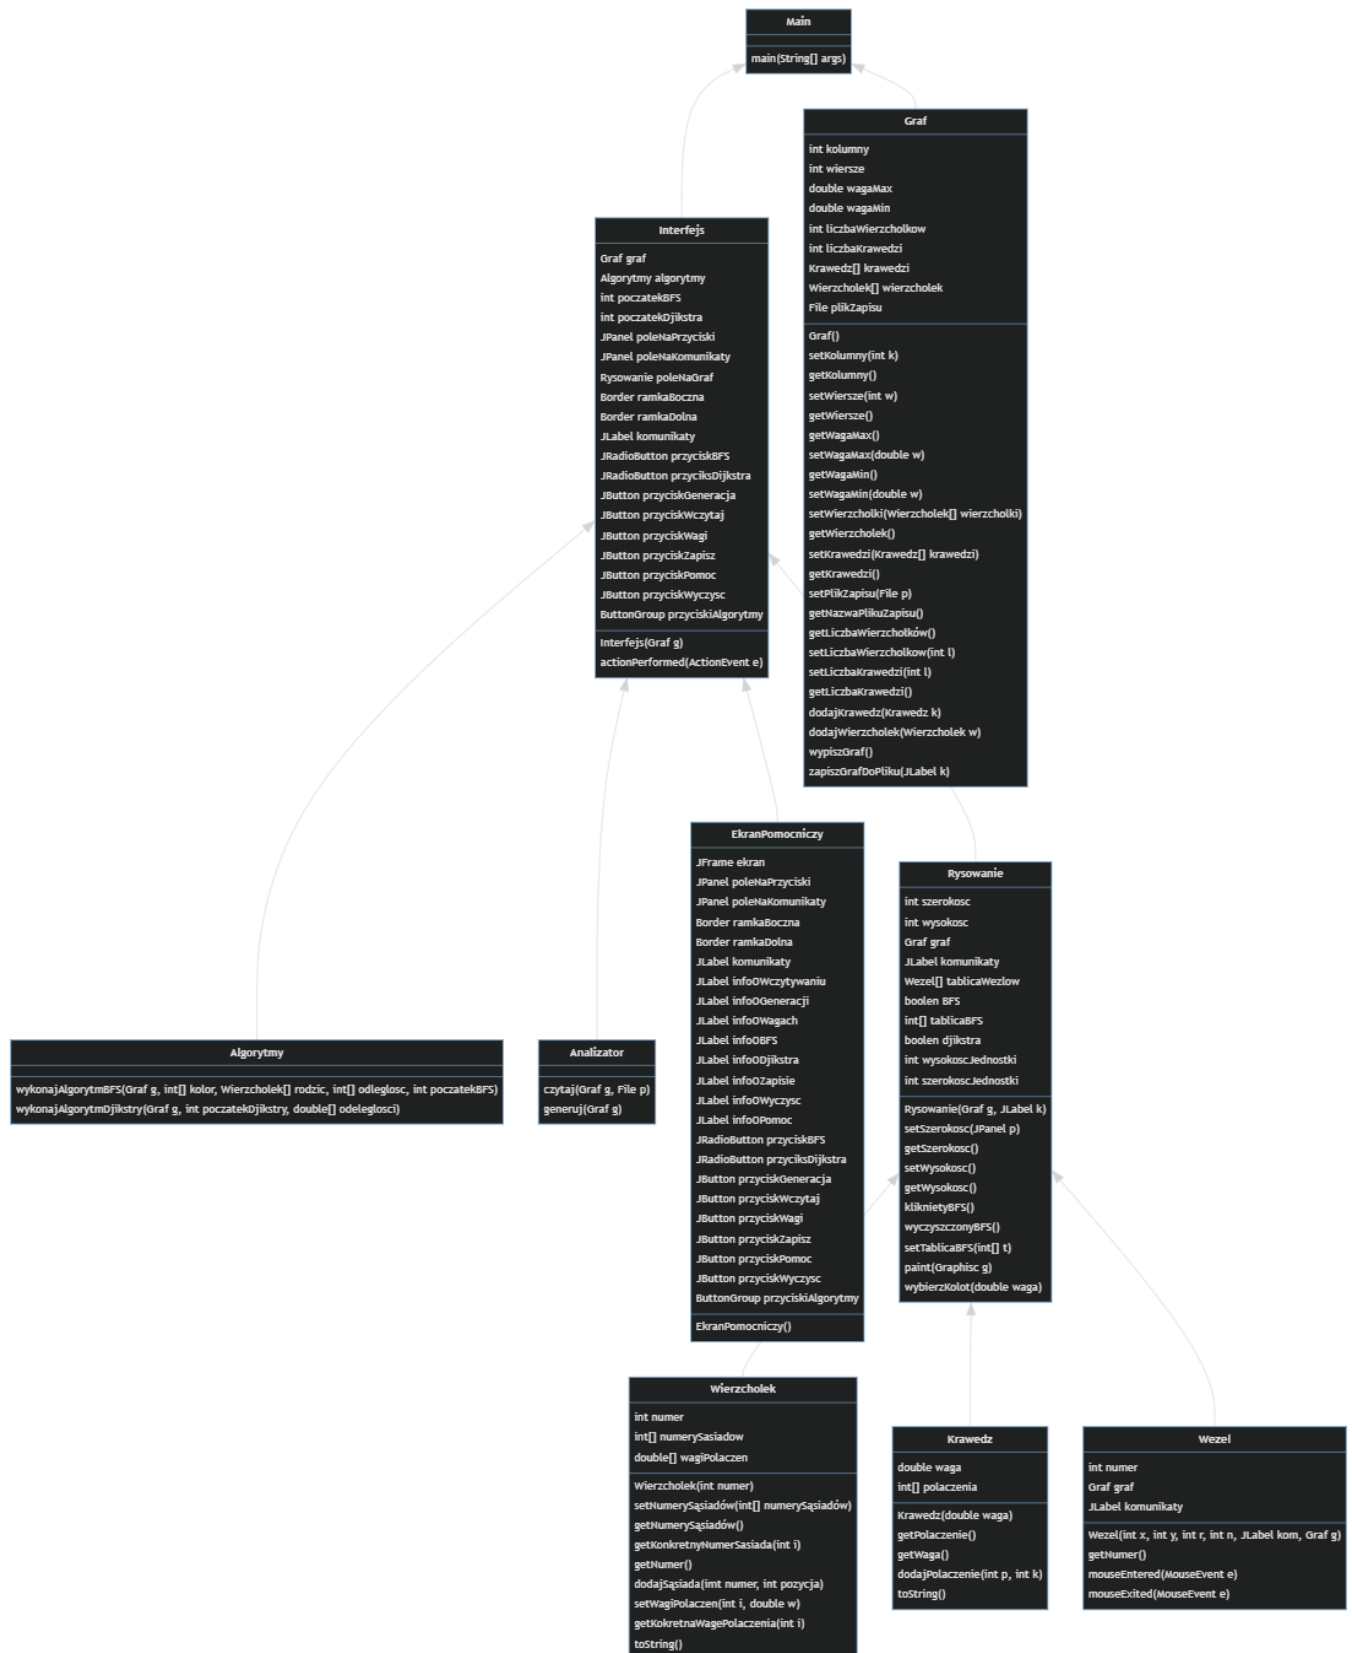 Main
main(String[] args)
Graf
int kolumny
int wiersze
double wagaMax
double wagaMin
int liczbaWierzcholkow
int liczbaKrawedzi
Krawedz[] krawedzi
Wierzcholek[] wierzcholek
File plikZapisu
Graf()
setKolumny(int k)
getKolumny()
setWiersze(int w)
getWiersze()
getWagaMax()
setWagaMax(double w)
getWagaMin()
setWagaMin(double w)
setWierzcholki(Wierzcholek[] wierzcholki)
getWierzcholek()
setKrawedzi(Krawedz[] krawedzi)
getKrawedzi()
setPlikZapisu(File p)
getNazwaPlikuZapisu()
getLiczbaWierzchołków()
setLiczbaWierzcholkow(int l)
setLiczbaKrawedzi(int l)
getLiczbaKrawedzi()
dodajKrawedz(Krawedz k)
dodajWierzcholek(Wierzcholek w)
wypiszGraf()
zapiszGrafDoPliku(JLabel k)
Interfejs
Graf graf
Algorytmy algorytmy
int poczatekBFS
int poczatekDjikstra
JPanel poleNaPrzyciski
JPanel poleNaKomunikaty
Rysowanie poleNaGraf
Border ramkaBoczna
Border ramkaDolna
JLabel komunikaty
JRadioButton przyciskBFS
JRadioButton przyciksDijkstra
JButton przyciskGeneracja
JButton przyciskWczytaj
JButton przyciskWagi
JButton przyciskZapisz
JButton przyciskPomoc
JButton przyciskWyczysc
ButtonGroup przyciskiAlgorytmy
Interfejs(Graf g)
actionPerformed(ActionEvent e)
EkranPomocniczy
JFrame ekran
JPanel poleNaPrzyciski
JPanel poleNaKomunikaty
Border ramkaBoczna
Border ramkaDolna
JLabel komunikaty
JLabel infoOWczytywaniu
JLabel infoOGeneracji
JLabel infoOWagach
JLabel infoOBFS
JLabel infoODjikstra
JLabel infoOZapisie
JLabel infoOWyczysc
JLabel infoOPomoc
JRadioButton przyciskBFS
JRadioButton przyciksDijkstra
JButton przyciskGeneracja
JButton przyciskWczytaj
JButton przyciskWagi
JButton przyciskZapisz
JButton przyciskPomoc
JButton przyciskWyczysc
ButtonGroup przyciskiAlgorytmy
EkranPomocniczy()
Rysowanie
int szerokosc
int wysokosc
Graf graf
JLabel komunikaty
Wezel[] tablicaWezlow
boolen BFS
int[] tablicaBFS
boolen djikstra
int wysokoscJednostki
int szerokoscJednostki
Rysowanie(Graf g, JLabel k)
setSzerokosc(JPanel p)
getSzerokosc()
setWysokosc()
getWysokosc()
kliknietyBFS()
wyczyszczonyBFS()
setTablicaBFS(int[] t)
paint(Graphisc g)
wybierzKolot(double waga)
Algorytmy
wykonajAlgorytmBFS(Graf g, int[] kolor, Wierzcholek[] rodzic, int[] odleglosc, int poczatekBFS)
wykonajAlgorytmDjikstry(Graf g, int poczatekDjikstry, double[] odeleglosci)
Analizator
czytaj(Graf g, File p)
generuj(Graf g)
Wierzcholek
int numer
int[] numerySasiadow
double[] wagiPolaczen
Wierzcholek(int numer)
setNumerySąsiadów(int[] numerySąsiadów)
getNumerySąsiadów()
getKonkretnyNumerSasiada(int i)
getNumer()
dodajSąsiada(imt numer, int pozycja)
setWagiPolaczen(int i, double w)
getKokretnaWagePolaczenia(int i)
toString()
Krawedz
double waga
int[] polaczenia
Krawedz(double waga)
getPolaczenie()
getWaga()
dodajPolaczenie(int p, int k)
toString()
Wezel
int numer
Graf graf
JLabel komunikaty
Wezel(int x, int y, int r, int n, JLabel kom, Graf g)
getNumer()
mouseEntered(MouseEvent e)
mouseExited(MouseEvent e)